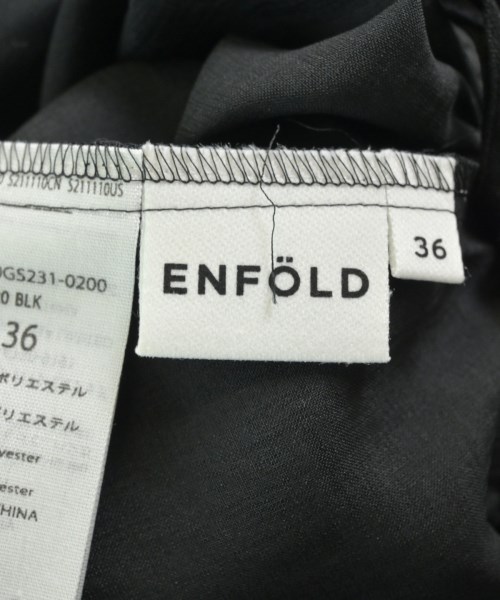 S211110CN S211110US
GS231-0200
0 BLK
36
ポリエステル
リエステル
yester
ester
HINA
ENFÖLD
36